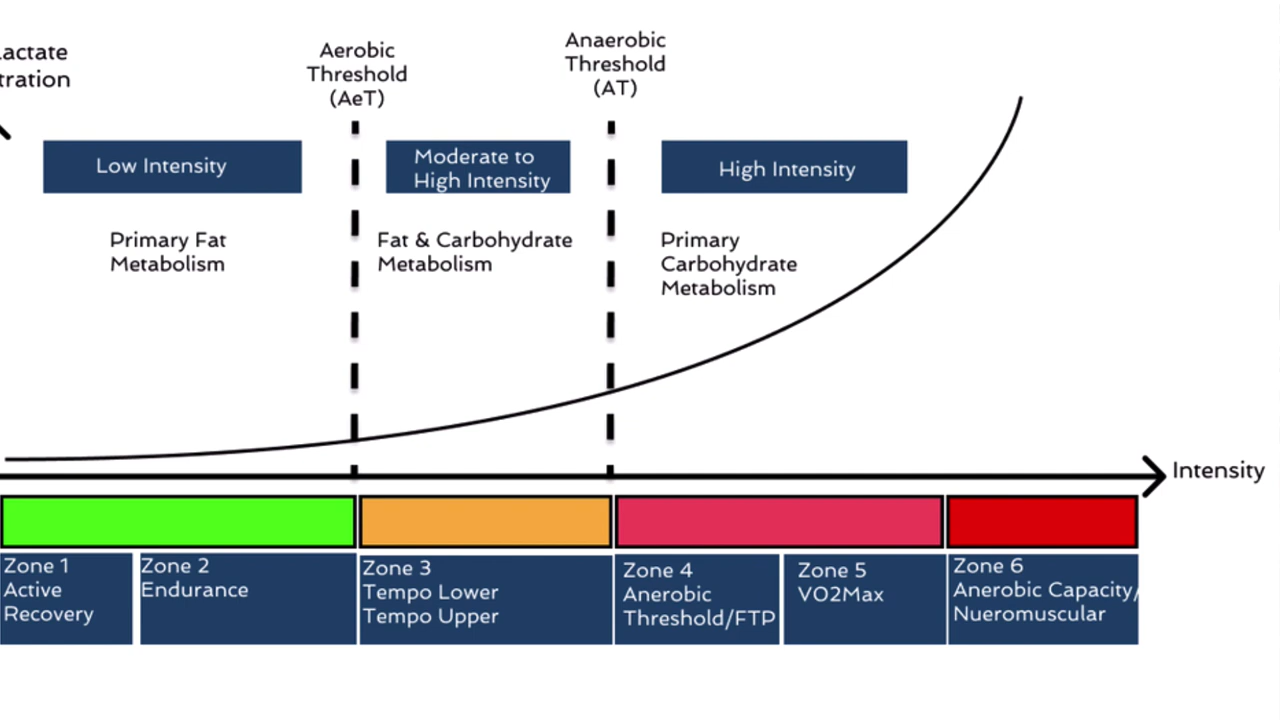 actate
tration
Aerobic
Threshold
(AeT)
Anaerobic
Threshold
(AT)
Low Intensity
Moderate to
High Intensity
High Intensity
Primary Fat
Metabolism
Fat & Carbohydrate
Metabolism
Primary
Carbohydrate
Metabolism
Intensity
Zone 1
Active
Recovery
Zone 2
Endurance
Zone 3
Tempo Lower
Tempo Upper
Zone 4
Anerobic
Threshold/FTP
Zone 5
VO2Max
Zone 6
Anerobic Capacity/
Nueromuscular